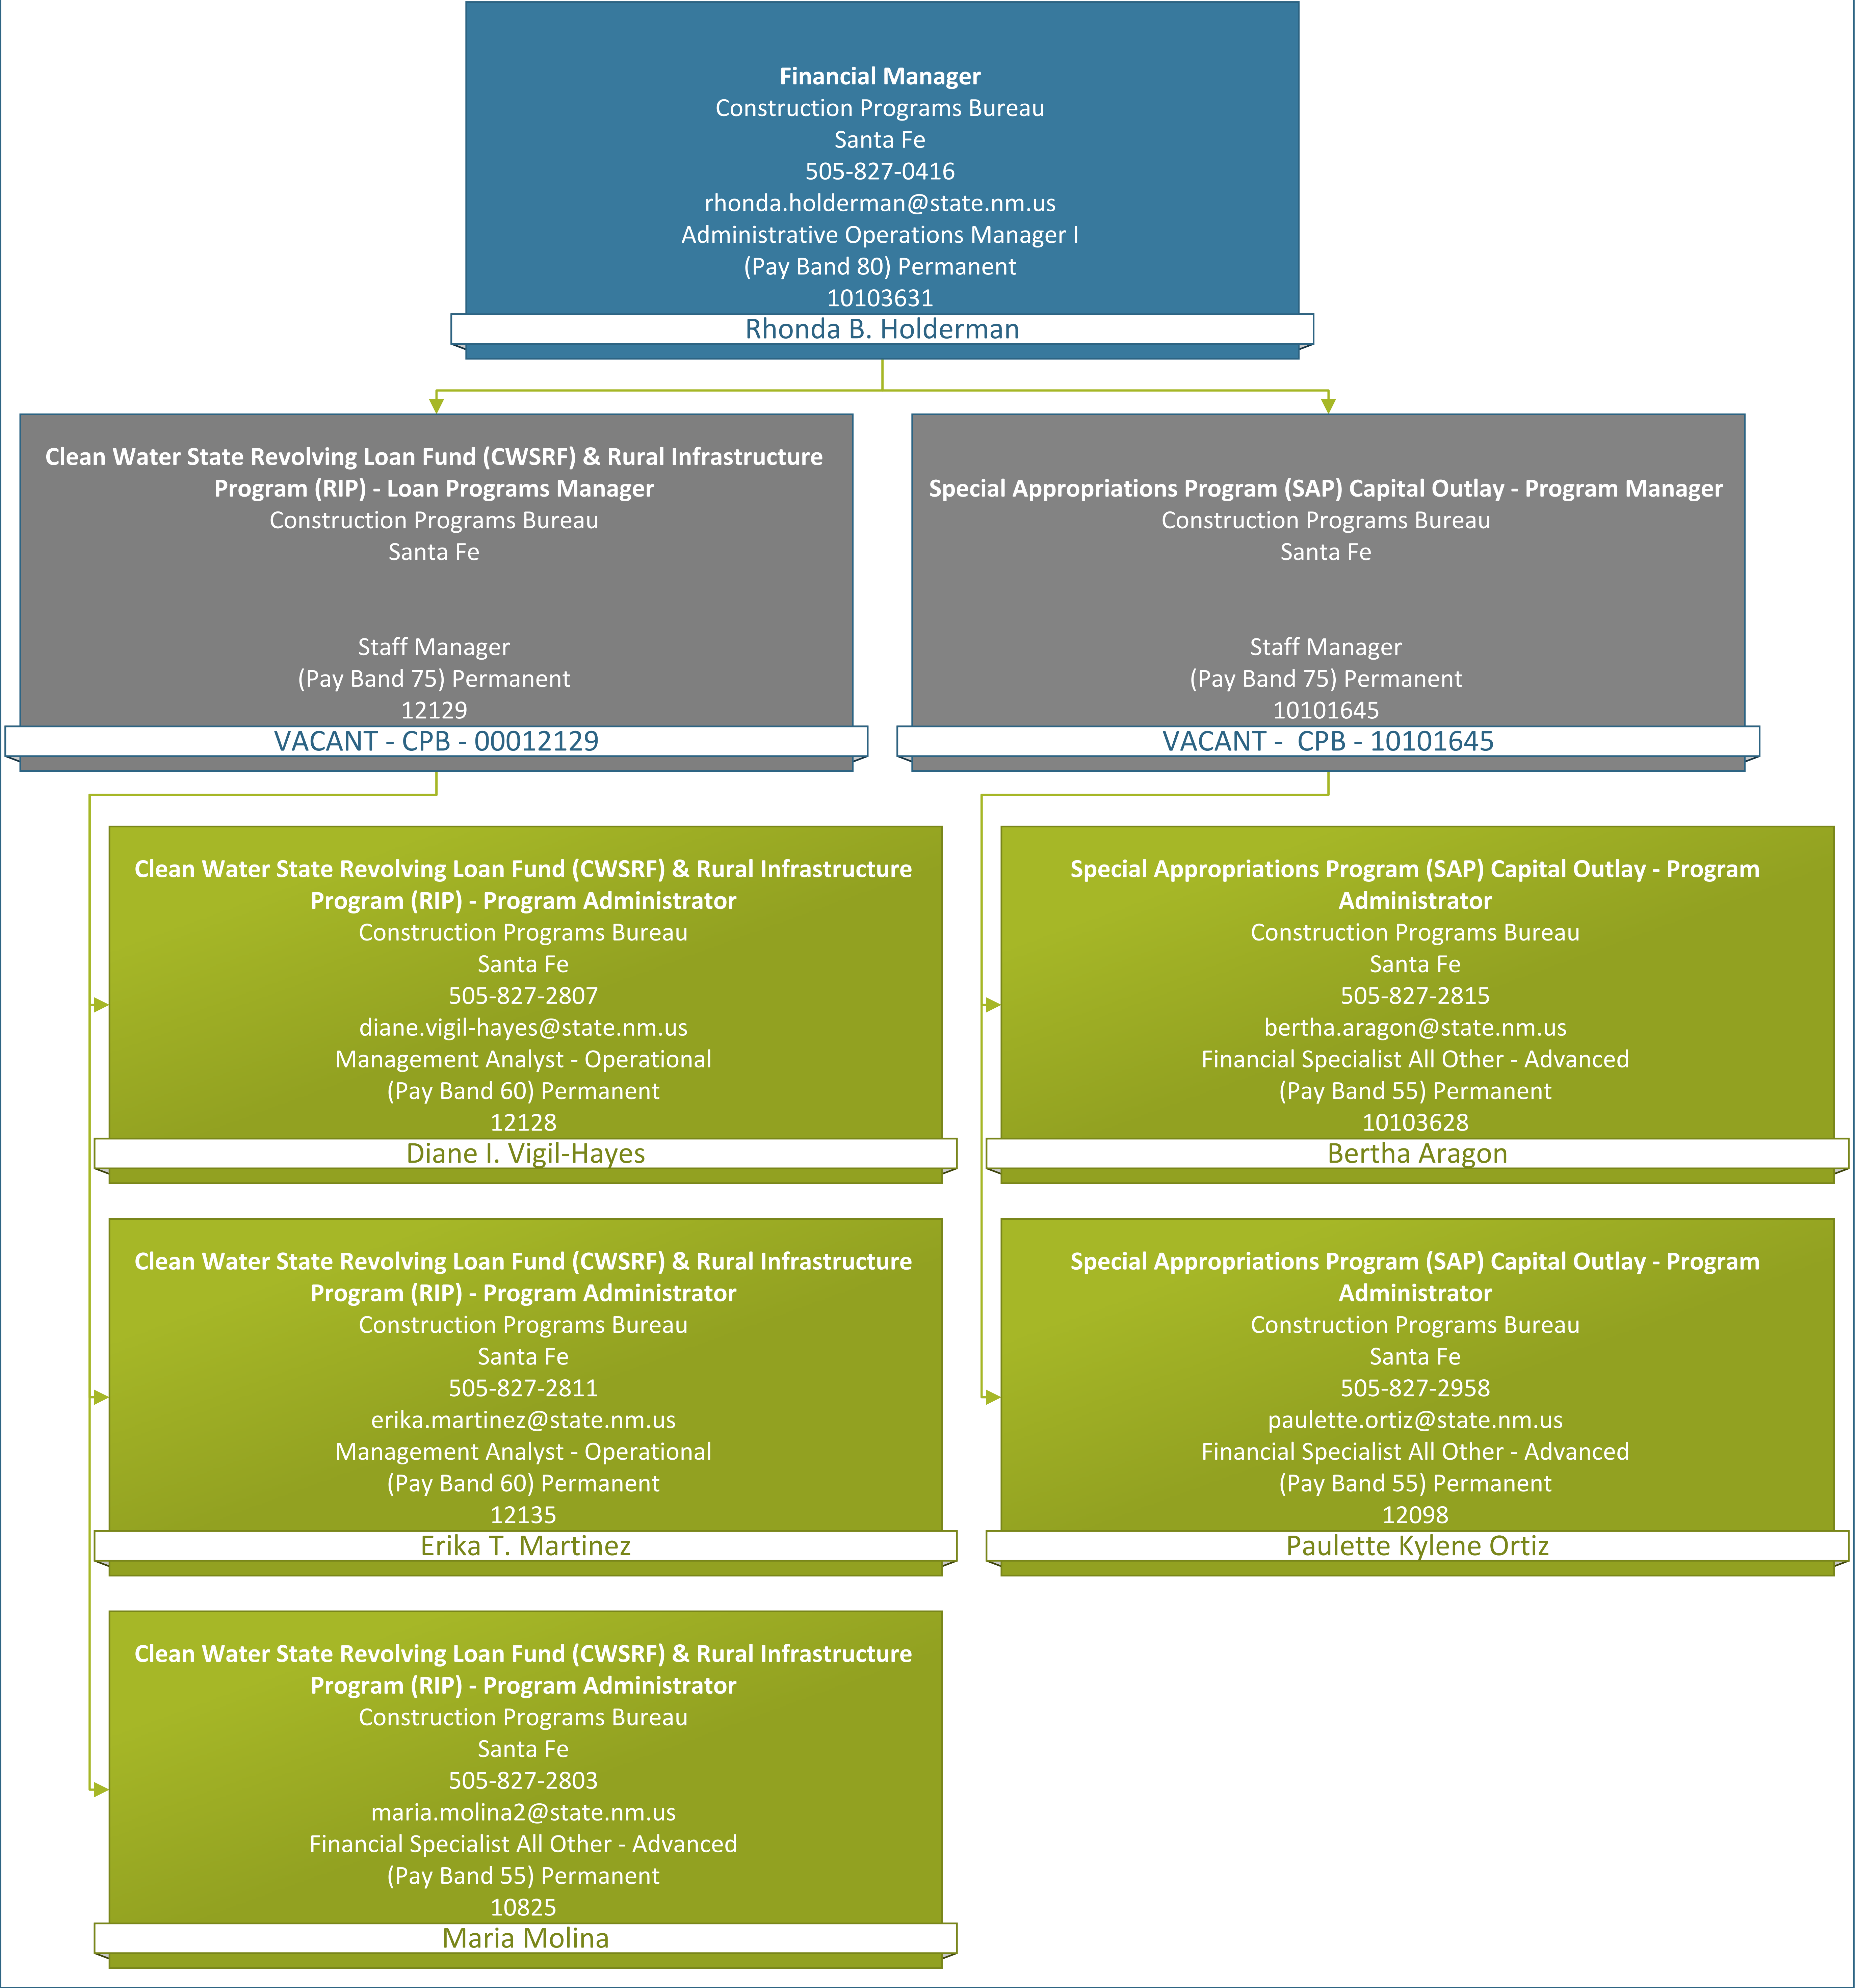 Financial Manager
Construction Programs Bureau
Santa Fe
505-827-0416
rhonda.holderman@state.nm.us
Administrative Operations Manager I
(Pay Band 80) Permanent
10103631
Rhonda B. Holderman
Clean Water State Revolving Loan Fund (CWSRF) & Rural Infrastructure
Program (RIP) - Loan Programs Manager
Construction Programs Bureau
Santa Fe
Staff Manager
(Pay Band 75) Permanent
12129
VACANT - CPB - 00012129
Special Appropriations Program (SAP) Capital Outlay - Program Manager
Construction Programs Bureau
Santa Fe
Staff Manager
(Pay Band 75) Permanent
10101645
VACANT -  CPB - 10101645
Clean Water State Revolving Loan Fund (CWSRF) & Rural Infrastructure
Program (RIP) - Program Administrator
Construction Programs Bureau
Santa Fe
505-827-2807
diane.vigil-hayes@state.nm.us
Management Analyst - Operational
(Pay Band 60) Permanent
12128
Diane I. Vigil-Hayes
Special Appropriations Program (SAP) Capital Outlay - Program
Administrator
Construction Programs Bureau
Santa Fe
505-827-2815
bertha.aragon@state.nm.us
Financial Specialist All Other - Advanced
(Pay Band 55) Permanent
10103628
Bertha Aragon
Clean Water State Revolving Loan Fund (CWSRF) & Rural Infrastructure
Program (RIP) - Program Administrator
Construction Programs Bureau
Santa Fe
505-827-2811
erika.martinez@state.nm.us
Management Analyst - Operational
(Pay Band 60) Permanent
12135
Erika T. Martinez
Special Appropriations Program (SAP) Capital Outlay - Program
Administrator
Construction Programs Bureau
Santa Fe
505-827-2958
paulette.ortiz@state.nm.us
Financial Specialist All Other - Advanced
(Pay Band 55) Permanent
12098
Paulette Kylene Ortiz
Clean Water State Revolving Loan Fund (CWSRF) & Rural Infrastructure
Program (RIP) - Program Administrator
Construction Programs Bureau
Santa Fe
505-827-2803
maria.molina2@state.nm.us
Financial Specialist All Other - Advanced
(Pay Band 55) Permanent
10825
Maria Molina